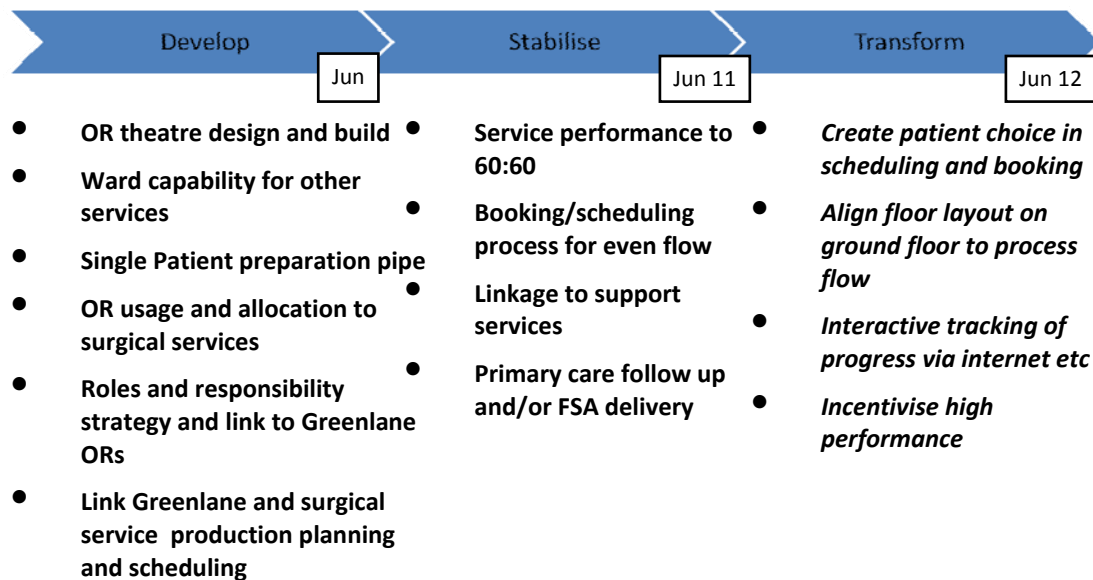 Develop
Stabilise
Transform
Jun
Jun 11
Jun 12
• OR theatre design and build
• Ward capability for other
services
• Single Patient preparation pipe
• OR usage and allocation to
surgical services
• Roles and responsibility
strategy and link to Greenlane
ORs
• Link Greenlane and surgical
service production planning
and scheduling
• Service performance to
60:60
• Booking/scheduling
process for even flow
• Linkage to support
services
• Primary care follow up
and/or FSA delivery
• Create patient choice in
scheduling and booking
• Align floor layout on
ground floor to process
flow
• Interactive tracking of
progress via internet etc
• Incentivise high
performance